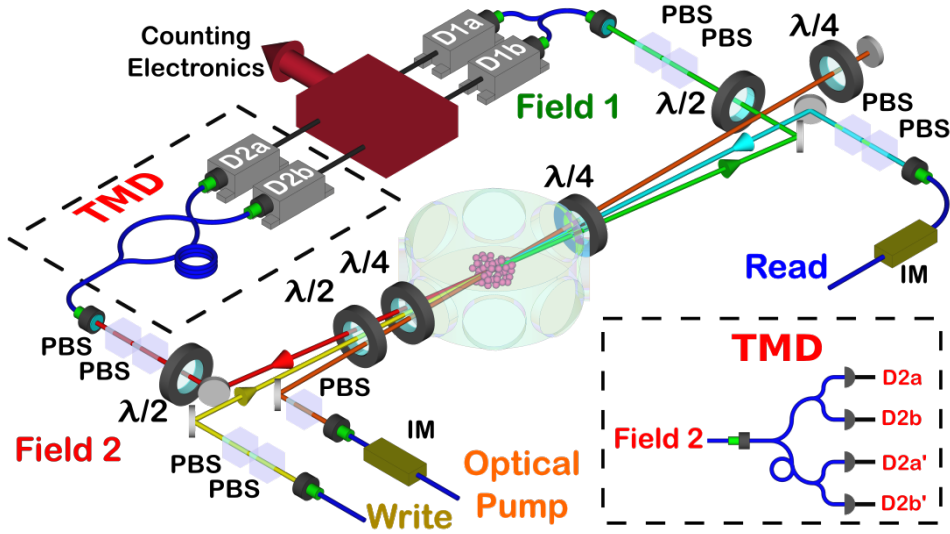 PBS
PBS
λ/4
Counting
Electronics
D1a
D1b
Field 1
λ/2
PBS
PBS
D2a
D2b
TMD
λ/4
λ/4
λ/2
Read
IM
PBS
PBS
λ/2
PBS
Field 2
IM
PBS
PBS
Optical
Pump
Write
TMD
D2a
D2b
Field 2
D2a'
D2b'